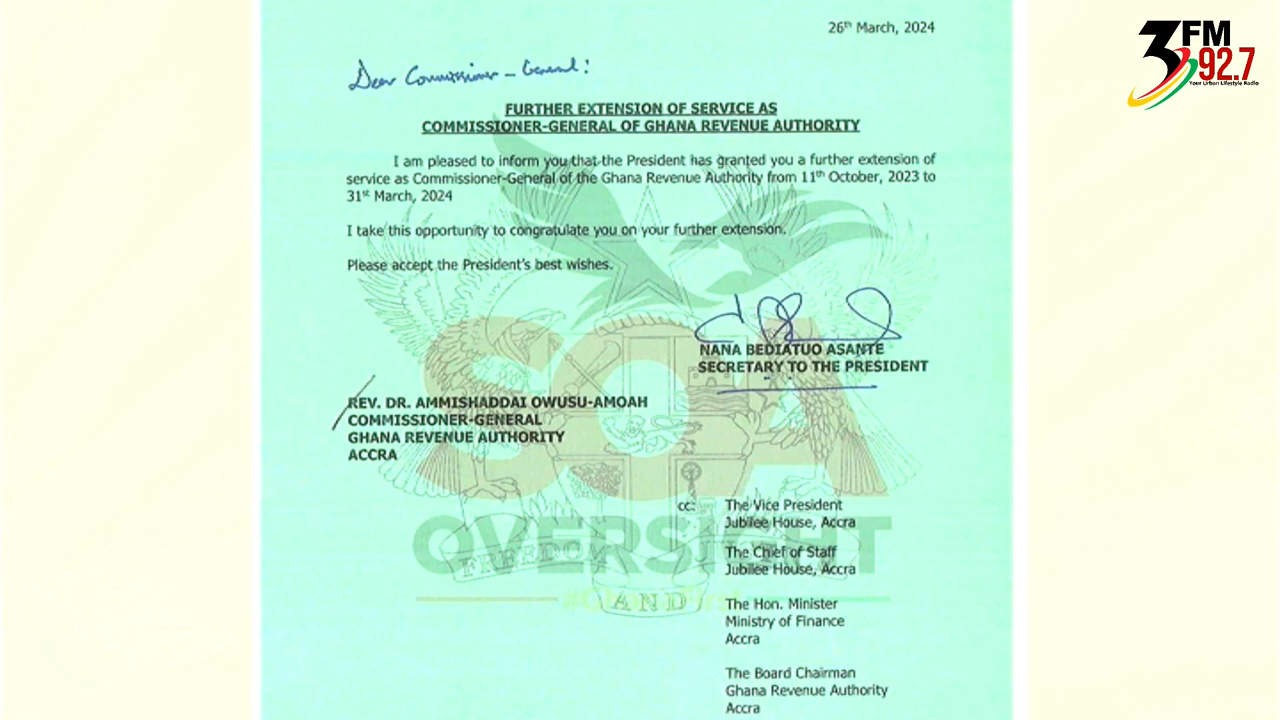 3FM
92.7
Your Urban Lifestyle Radio
26th March, 2024
Dear Commissioner-General:
FURTHER EXTENSION OF SERVICE AS
COMMISSIONER-GENERAL OF GHANA REVENUE AUTHORITY
I am pleased to inform you that the President has granted you a further extension of
service as Commissioner-General of the Ghana Revenue Authority from 11th October, 2023 to
31st March, 2024
I take this opportunity to congratulate you on your further extension.
Please accept the President's best wishes.
NANA BEDIATUO ASANTE
SECRETARY TO THE PRESIDENT
REV. DR. AMMISHADDAI OWUSU-AMOAH
COMMISSIONER-GENERAL
GHANA REVENUE AUTHORITY
ACCRA
cc: The Vice President
Jubilee House, Accra
The Chief of Staff
Jubilee House, Accra
The Hon. Minister
Ministry of Finance
Accra
The Board Chairman
Ghana Revenue Authority
Accra
OVERSIGHT
FREEDOM
AND